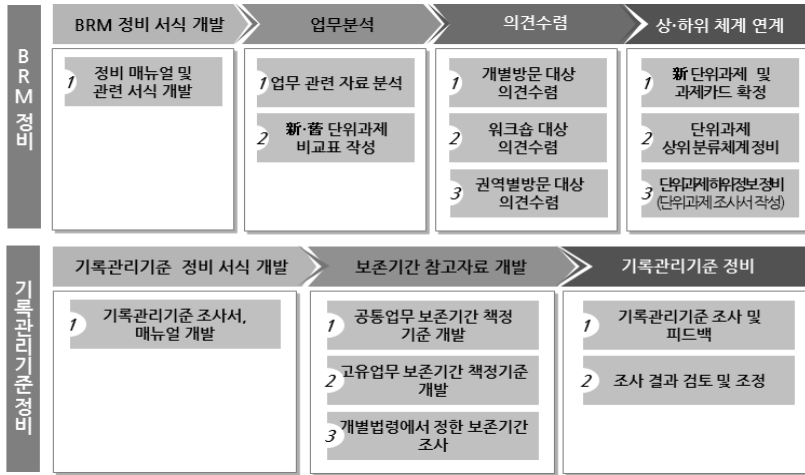 BRM 정비
BRM 정비 서식 개발
업무분석
의견수렴
상·하위 체계 연계
1 정비 매뉴얼 및
관련 서식 개발
1 업무 관련 자료 분석
2 新·舊 단위과제
비교표 작성
1 개별방문 대상
의견수렴
2 워크숍 대상
의견수렴
3 권역별방문 대상
의견수렴
1 新 단위과제 및
과제카드 확정
2 단위과제
상위 분류체계 정비
3 단위과제 하위정보 정비
(단위과제 조사서 작성)
기록관리기준 정비
기록관리기준 정비 서식 개발
보존기간 참고자료 개발
기록관리기준 정비
1 기록관리기준 조사서,
매뉴얼 개발
1 공통업무 보존기간 책정
기준 개발
2 고유업무 보존기간 책정기준
개발
3 개별법령에서 정한 보존기간
조사
1 기록관리기준 조사 및
피드백
2 조사 결과 검토 및 조정